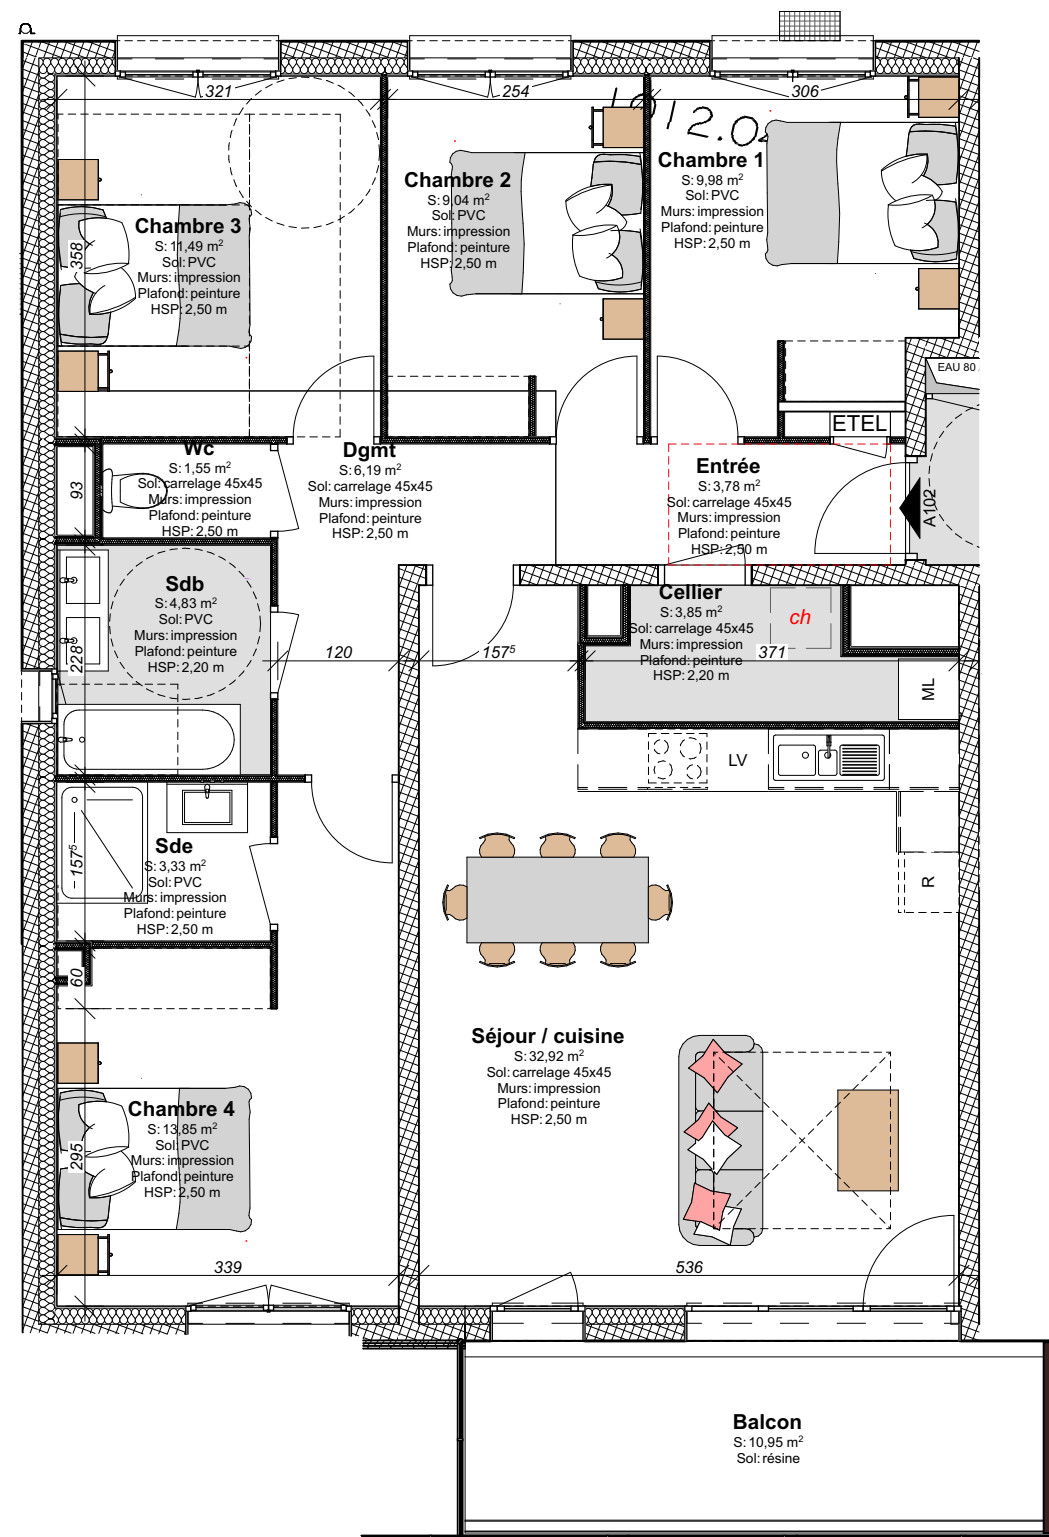 321
254
306
1012.0
Chambre 3
S: 11,49 m²
Sol: PVC
Murs: impression
Plafond: peinture
HSP: 2,50 m
358
Chambre 2
S: 9,04 m²
Sol: PVC
Murs: impression
Plafond: peinture
HSP: 2,50 m
Chambre 1
S: 9,98 m²
Sol: PVC
Murs: impression
Plafond: peinture
HSP: 2,50 m
EAU 80
ETEL
Wc
S: 1,55 m²
Sol: carrelage 45x45
Murs: impression
Plafond: peinture
HSP: 2,50 m
93
Dgmt
S: 6,19 m²
Sol: carrelage 45x45
Murs: impression
Plafond: peinture
HSP: 2,50 m
Entrée
S: 3,78 m²
Sol: carrelage 45x45
Murs: impression
Plafond: peinture
HSP: 2,50 m
A102
Sdb
S: 4,83 m²
Sol: PVC
Murs: impression
Plafond: peinture
HSP: 2,20 m
228⁵
120
157⁵
Cellier
S: 3,85 m²
Sol: carrelage 45x45
Murs: impression
Plafond: peinture
HSP: 2,20 m
ch
371
ML
LV
R
Sde
S: 3,33 m²
Sol: PVC
Murs: impression
Plafond: peinture
HSP: 2,50 m
157⁵
60
Séjour / cuisine
S: 32,92 m²
Sol: carrelage 45x45
Murs: impression
Plafond: peinture
HSP: 2,50 m
Chambre 4
S: 13,85 m²
Sol: PVC
Murs: impression
Plafond: peinture
HSP: 2,50 m
295
339
536
Balcon
S: 10,95 m²
Sol: résine